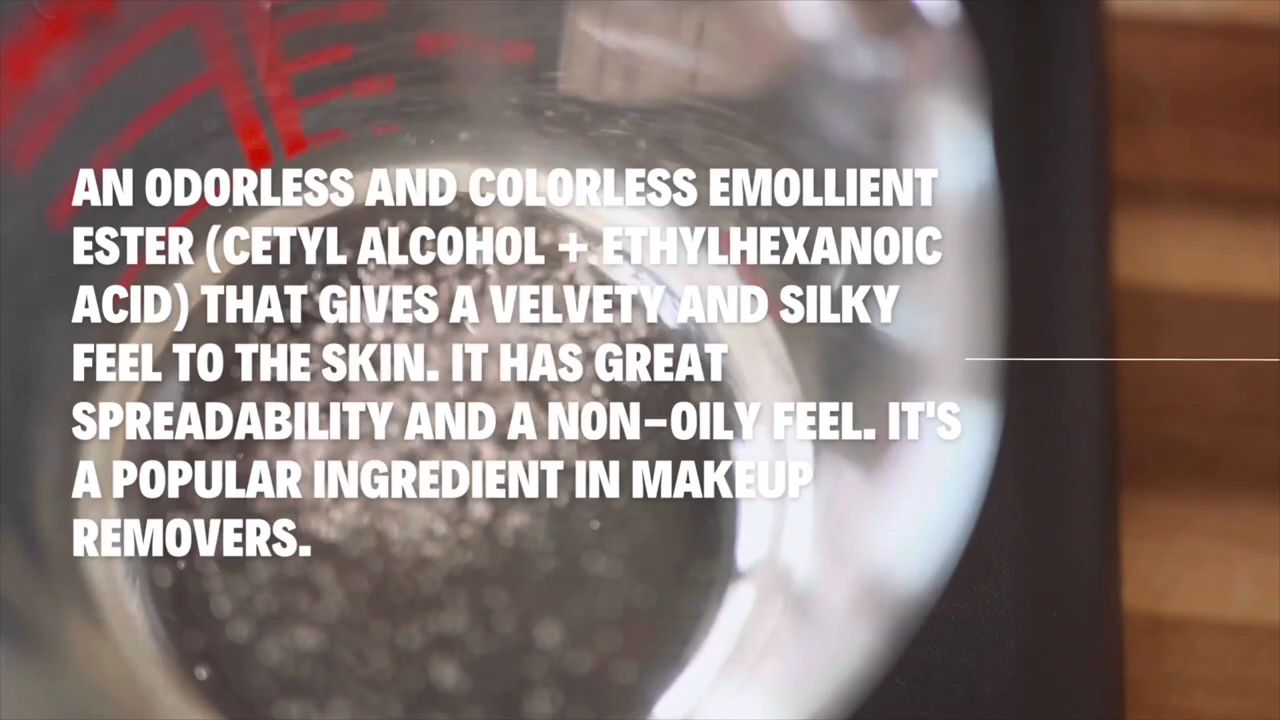 AN ODORLESS AND COLORLESS EMOLLIENT
ESTER (CETYL ALCOHOL + ETHYLHEXANOIC
ACID) THAT GIVES A VELVETY AND SILKY
FEEL TO THE SKIN. IT HAS GREAT
SPREADABILITY AND A NON-OILY FEEL. IT'S
A POPULAR INGREDIENT IN MAKEUP
REMOVERS.